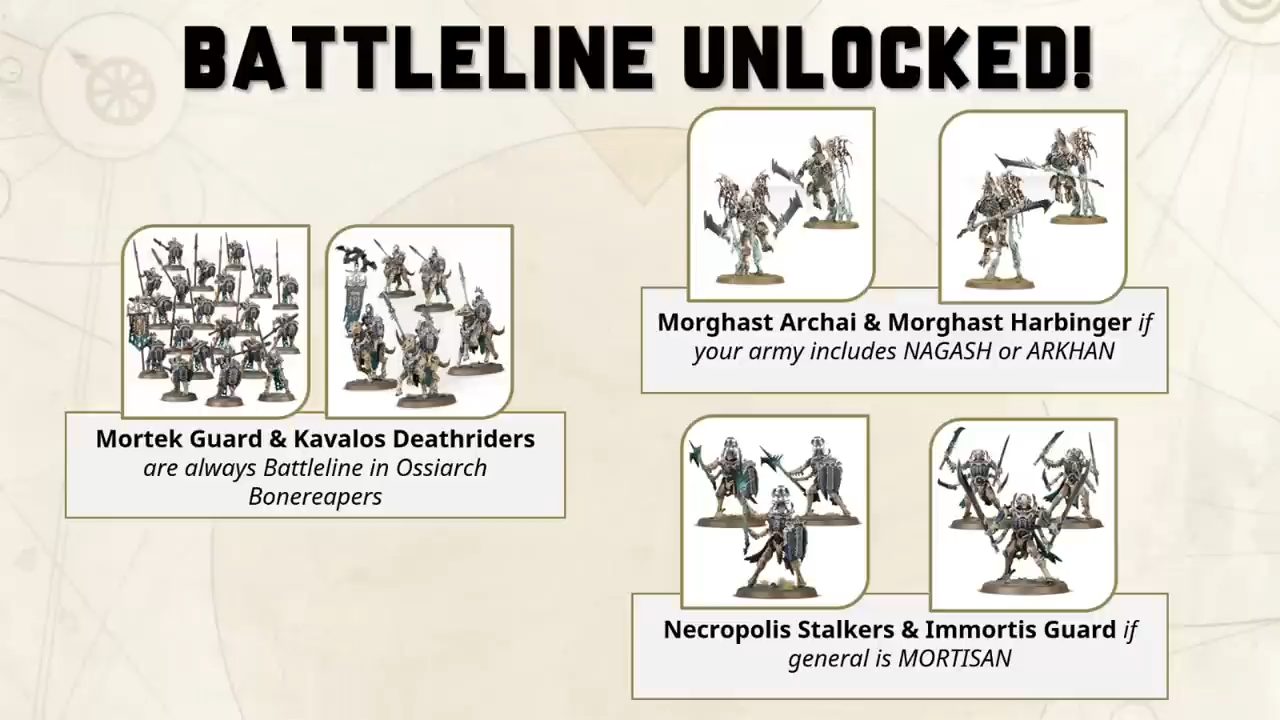 BATTLELINE UNLOCKED!
Mortek Guard & Kavalos Deathriders
are always Battleline in Ossiarch
Bonereapers
Morghast Archai & Morghast Harbinger if
your army includes NAGASH or ARKHAN
Necropolis Stalkers & Immortis Guard if
general is MORTISAN